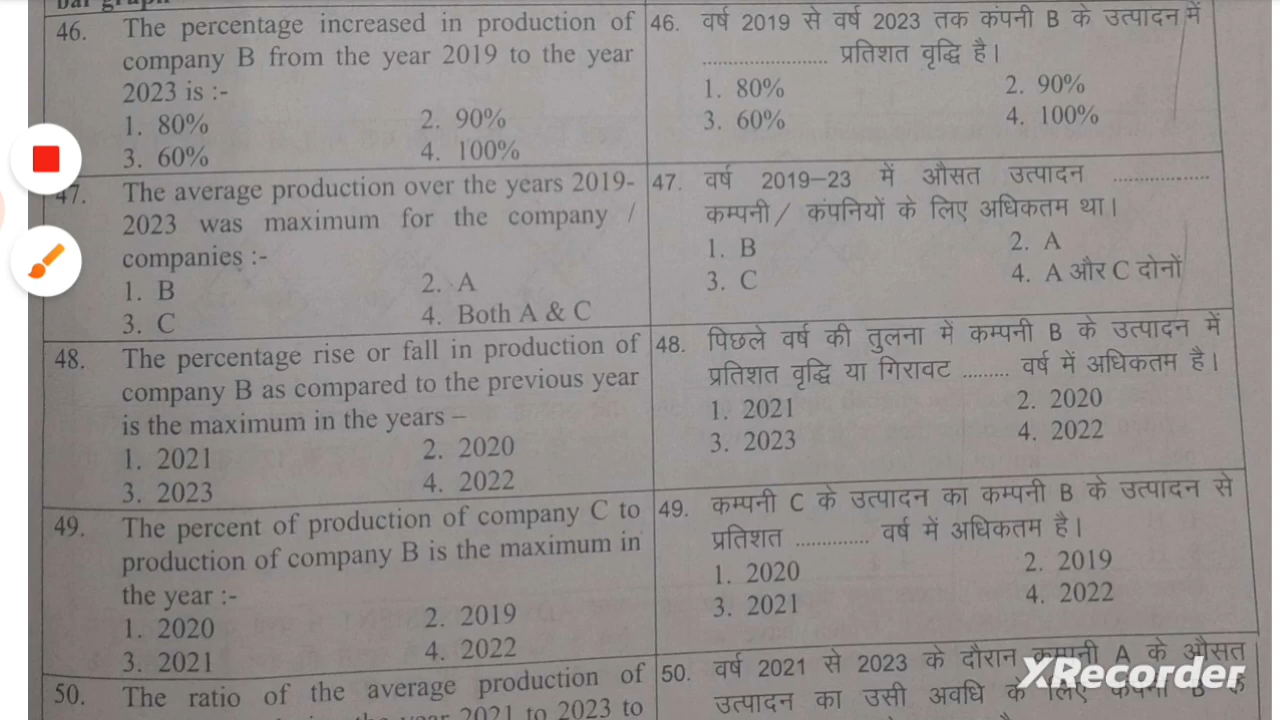 bar graph
46. The percentage increased in production of
company B from the year 2019 to the year
2023 is :-
1. 80% 2. 90%
3. 60% 4. 100%
47. The average production over the years 2019-
2023 was maximum for the company /
companies :-
1. B 2. A
3. C 4. Both A & C
48. The percentage rise or fall in production of
company B as compared to the previous year
is the maximum in the years –
1. 2021 2. 2020
3. 2023 4. 2022
49. The percent of production of company C to
production of company B is the maximum in
the year :-
1. 2020 2. 2019
3. 2021 4. 2022
50. The ratio of the average production of
year 2021 to 2023 to
46. वर्ष 2019 से वर्ष 2023 तक कंपनी B के उत्पादन में
....................... प्रतिशत वृद्धि है।
1. 80% 2. 90%
3. 60% 4. 100%
47. वर्ष 2019–23 में औसत उत्पादन ..................
कम्पनी / कंपनियों के लिए अधिकतम था।
1. B 2. A
3. C 4. A और C दोनों
48. पिछले वर्ष की तुलना में कम्पनी B के उत्पादन में
प्रतिशत वृद्धि या गिरावट ......... वर्ष में अधिकतम है।
1. 2021 2. 2020
3. 2023 4. 2022
49. कम्पनी C के उत्पादन का कम्पनी B के उत्पादन से
प्रतिशत .............. वर्ष में अधिकतम है।
1. 2020 2. 2019
3. 2021 4. 2022
50. वर्ष 2021 से 2023 के दौरान कम्पनी A के औसत
उत्पादन का उसी अवधि के लिए कंपनी B के
XRecorder